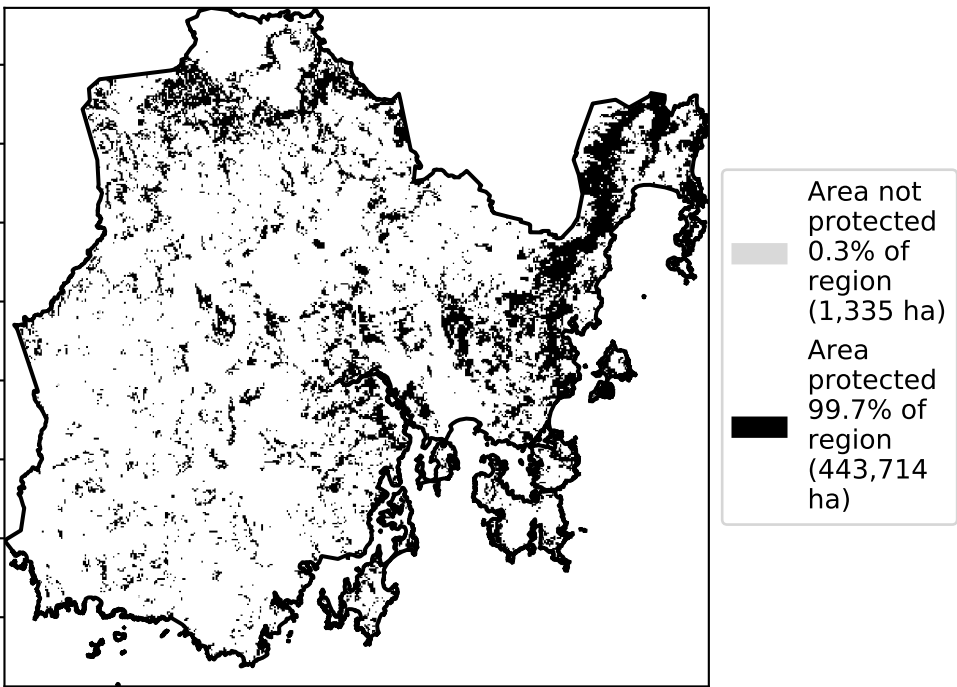 Area not
protected
0.3% of
region
(1,335 ha)
Area
protected
99.7% of
region
(443,714
ha)